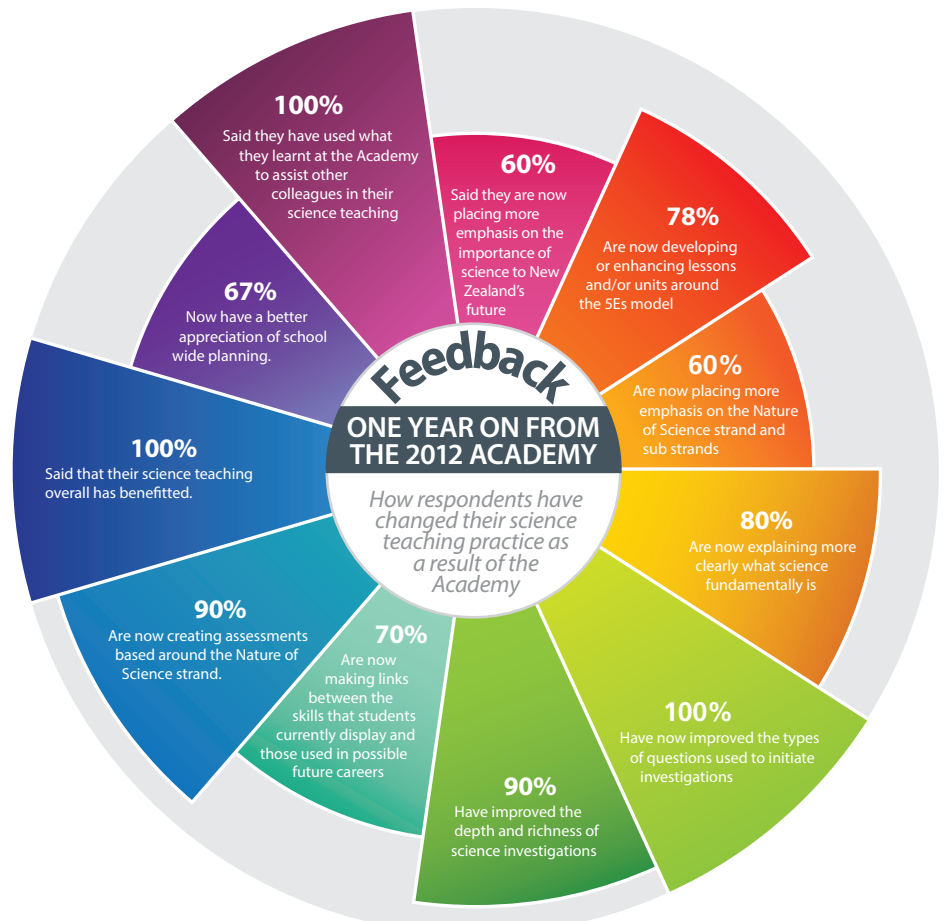 Feedback
ONE YEAR ON FROM
THE 2012 ACADEMY
How respondents have
changed their science
teaching practice as
a result of the
Academy
60%
Said they are now
placing more
emphasis on the
importance of
science to New
Zealand's
future
78%
Are now developing
or enhancing lessons
and/or units around
the 5Es model
60%
Are now placing more
emphasis on the Nature
of Science strand and
sub strands
80%
Are now explaining more
clearly what science
fundamentally is
100%
Have now improved the types
of questions used to initiate
investigations
90%
Have improved the
depth and richness of
science investigations
70%
Are now
making links
between the
skills that students
currently display and
those used in possible
future careers
90%
Are now creating assessments
based around the Nature of
Science strand.
100%
Said that their science teaching
overall has benefitted.
67%
Now have a better
appreciation of school
wide planning.
100%
Said they have used what
they learnt at the Academy
to assist other
colleagues in their
science teaching